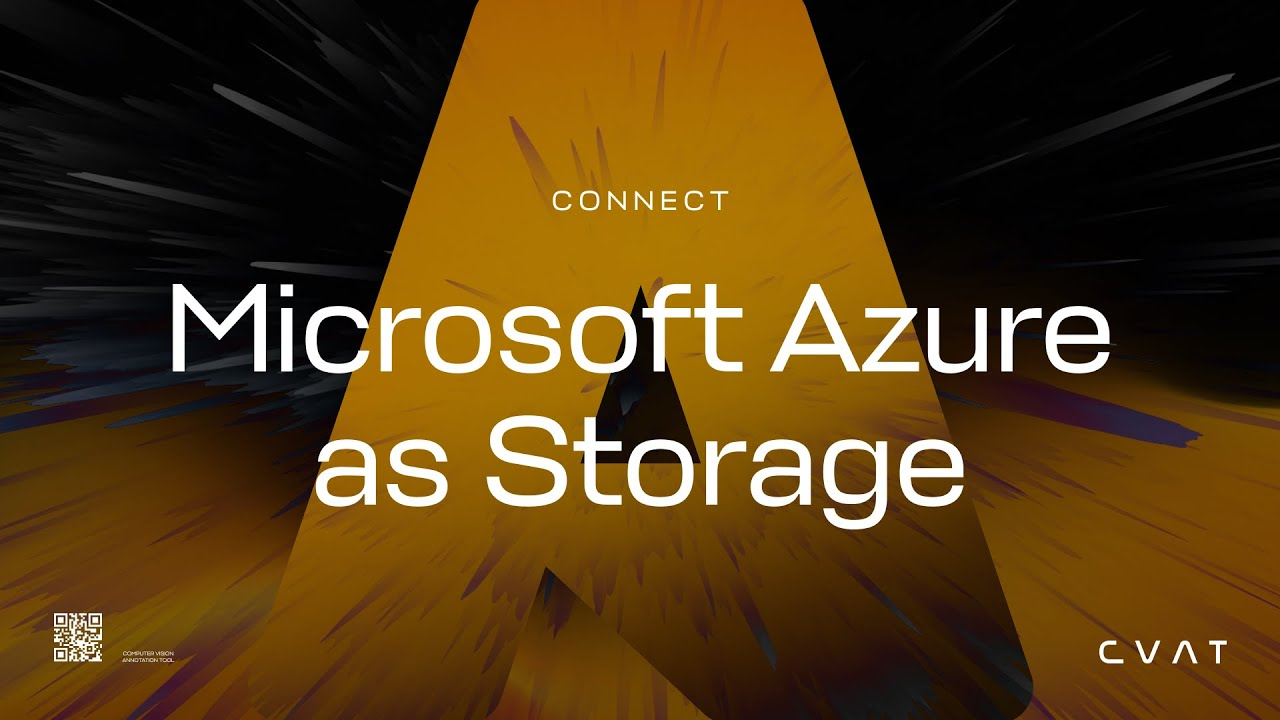 CONNECT
Microsoft Azure
as Storage
COMPUTER VISION
ANNOTATION TOOL
CVAT